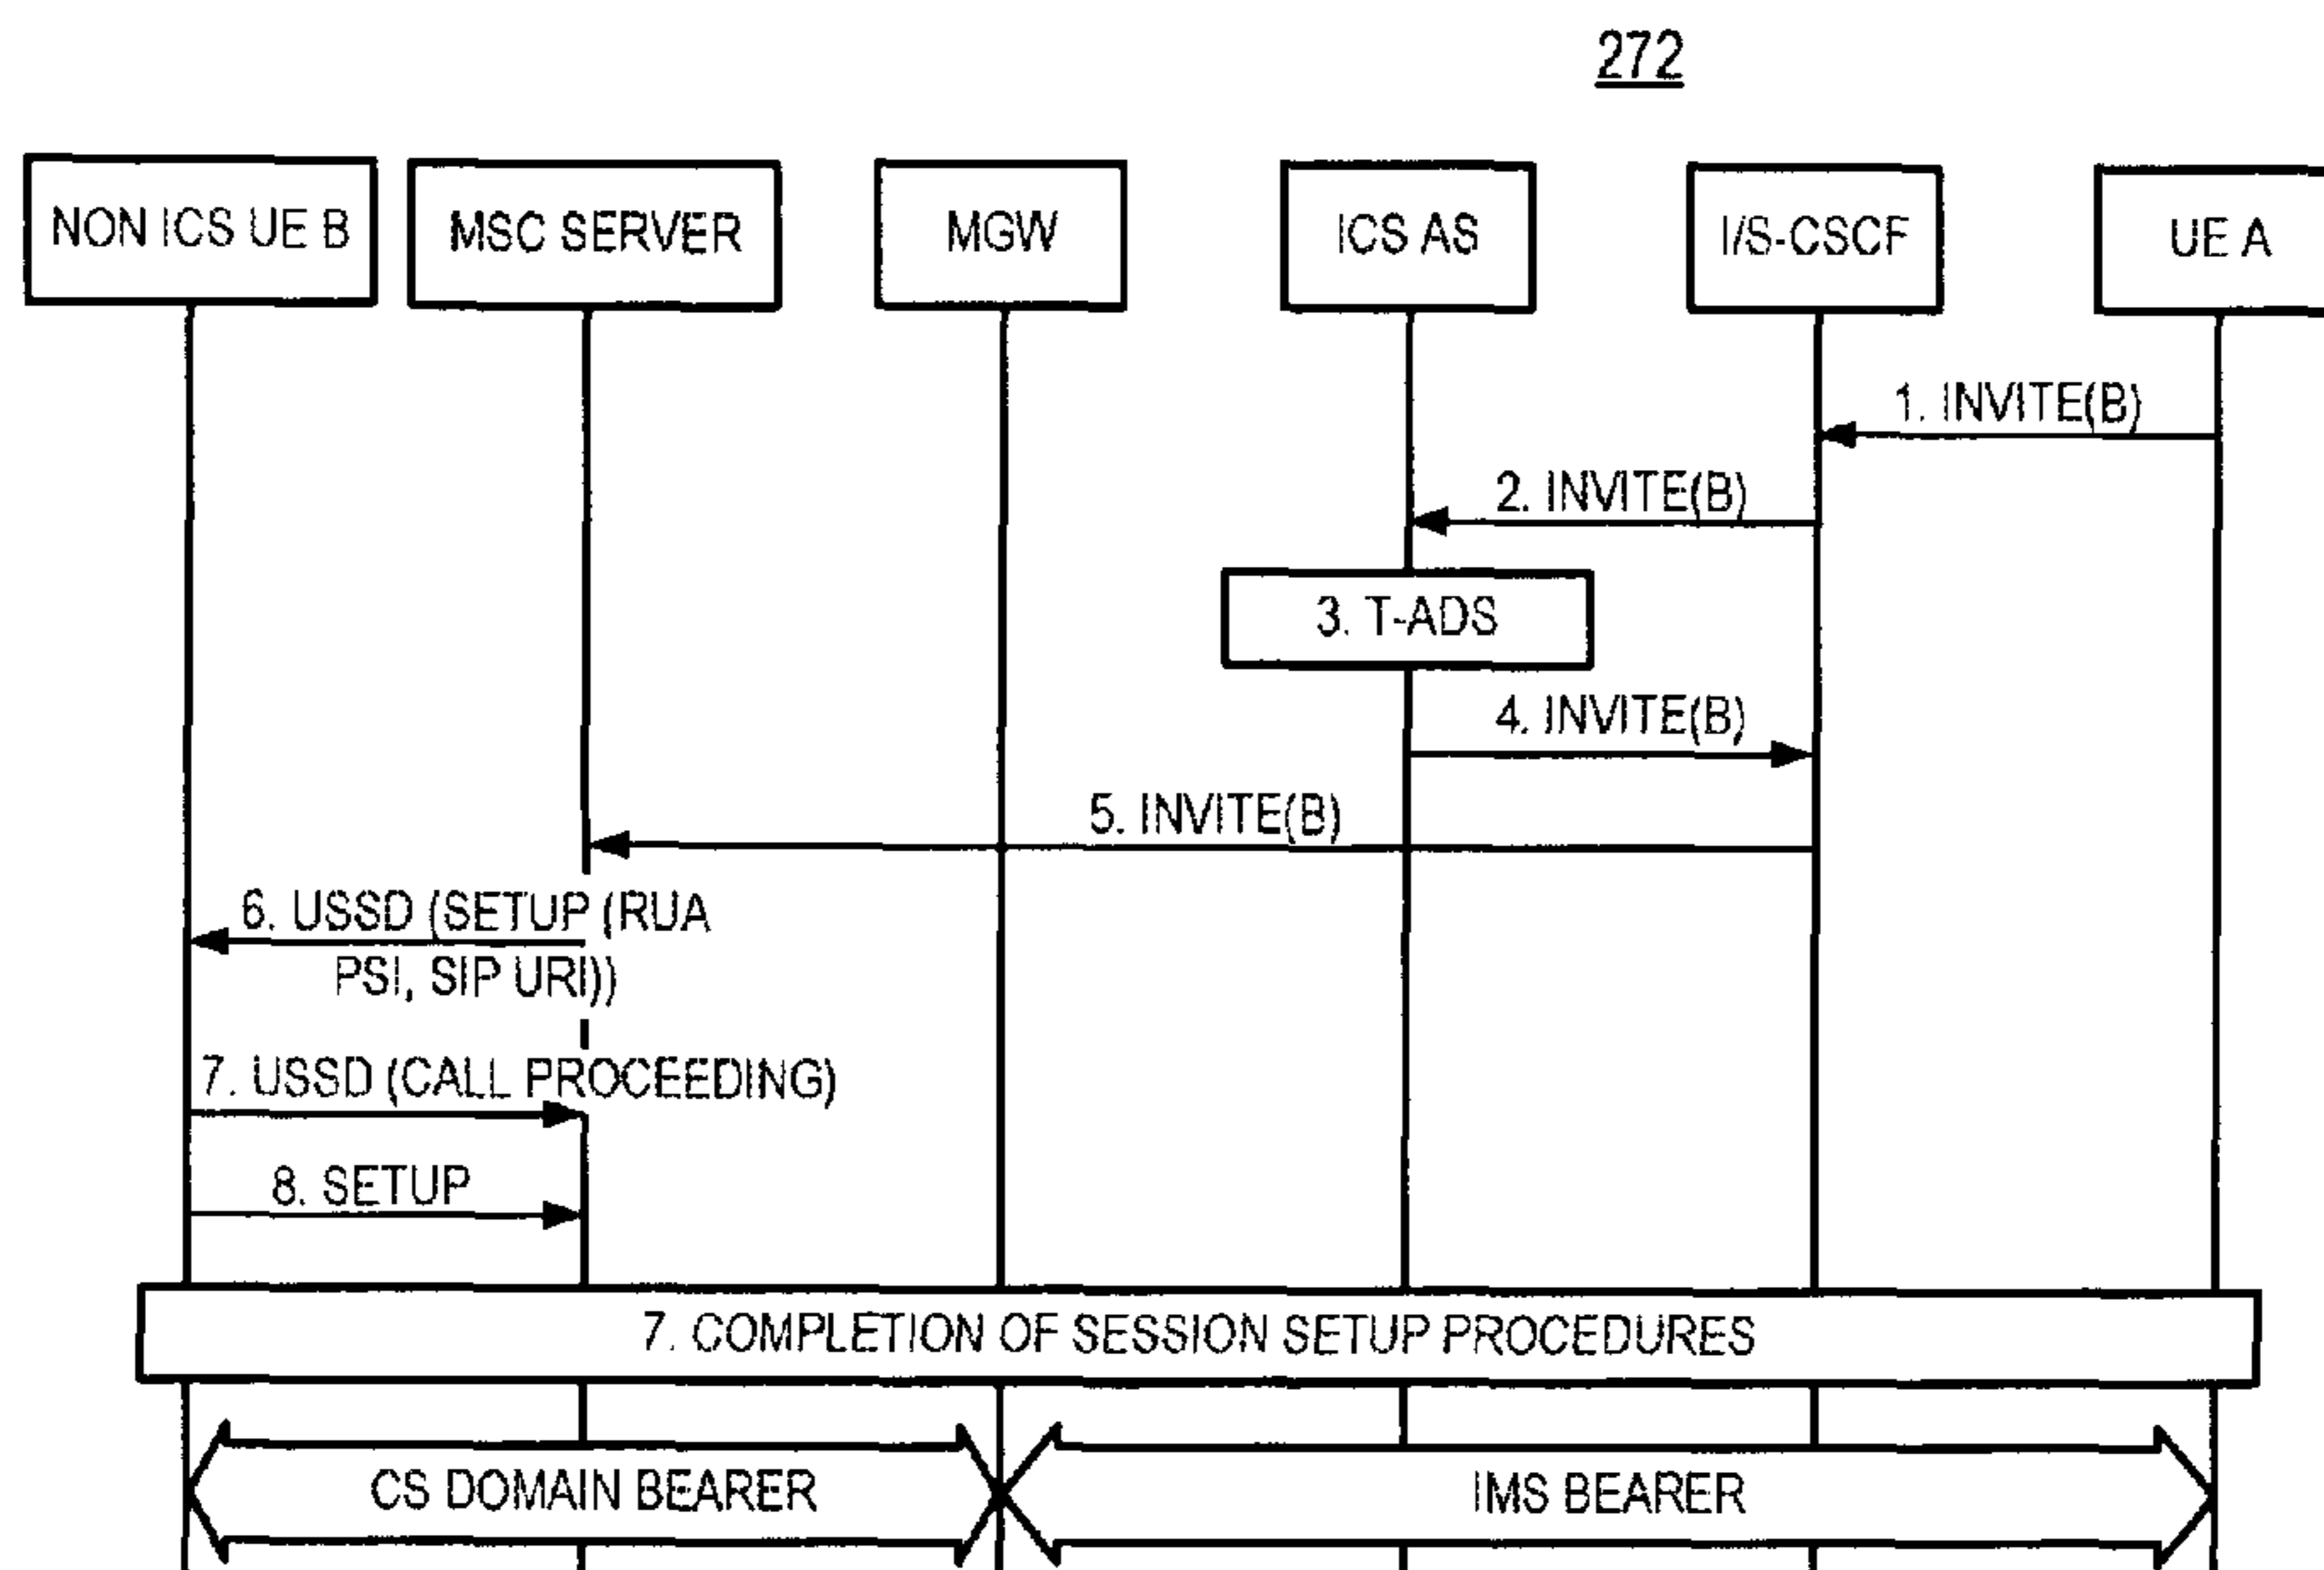 272
NON ICS UE B
MSC SERVER
MGW
ICS AS
I/S-CSCF
UE A
1. INVITE(B)
2. INVITE(B)
3. T-ADS
4. INVITE(B)
5. INVITE(B)
6. USSD (SETUP (RUA
PSI, SIP URI))
7. USSD (CALL PROCEEDING)
8. SETUP
7. COMPLETION OF SESSION SETUP PROCEDURES
CS DOMAIN BEARER
IMS BEARER